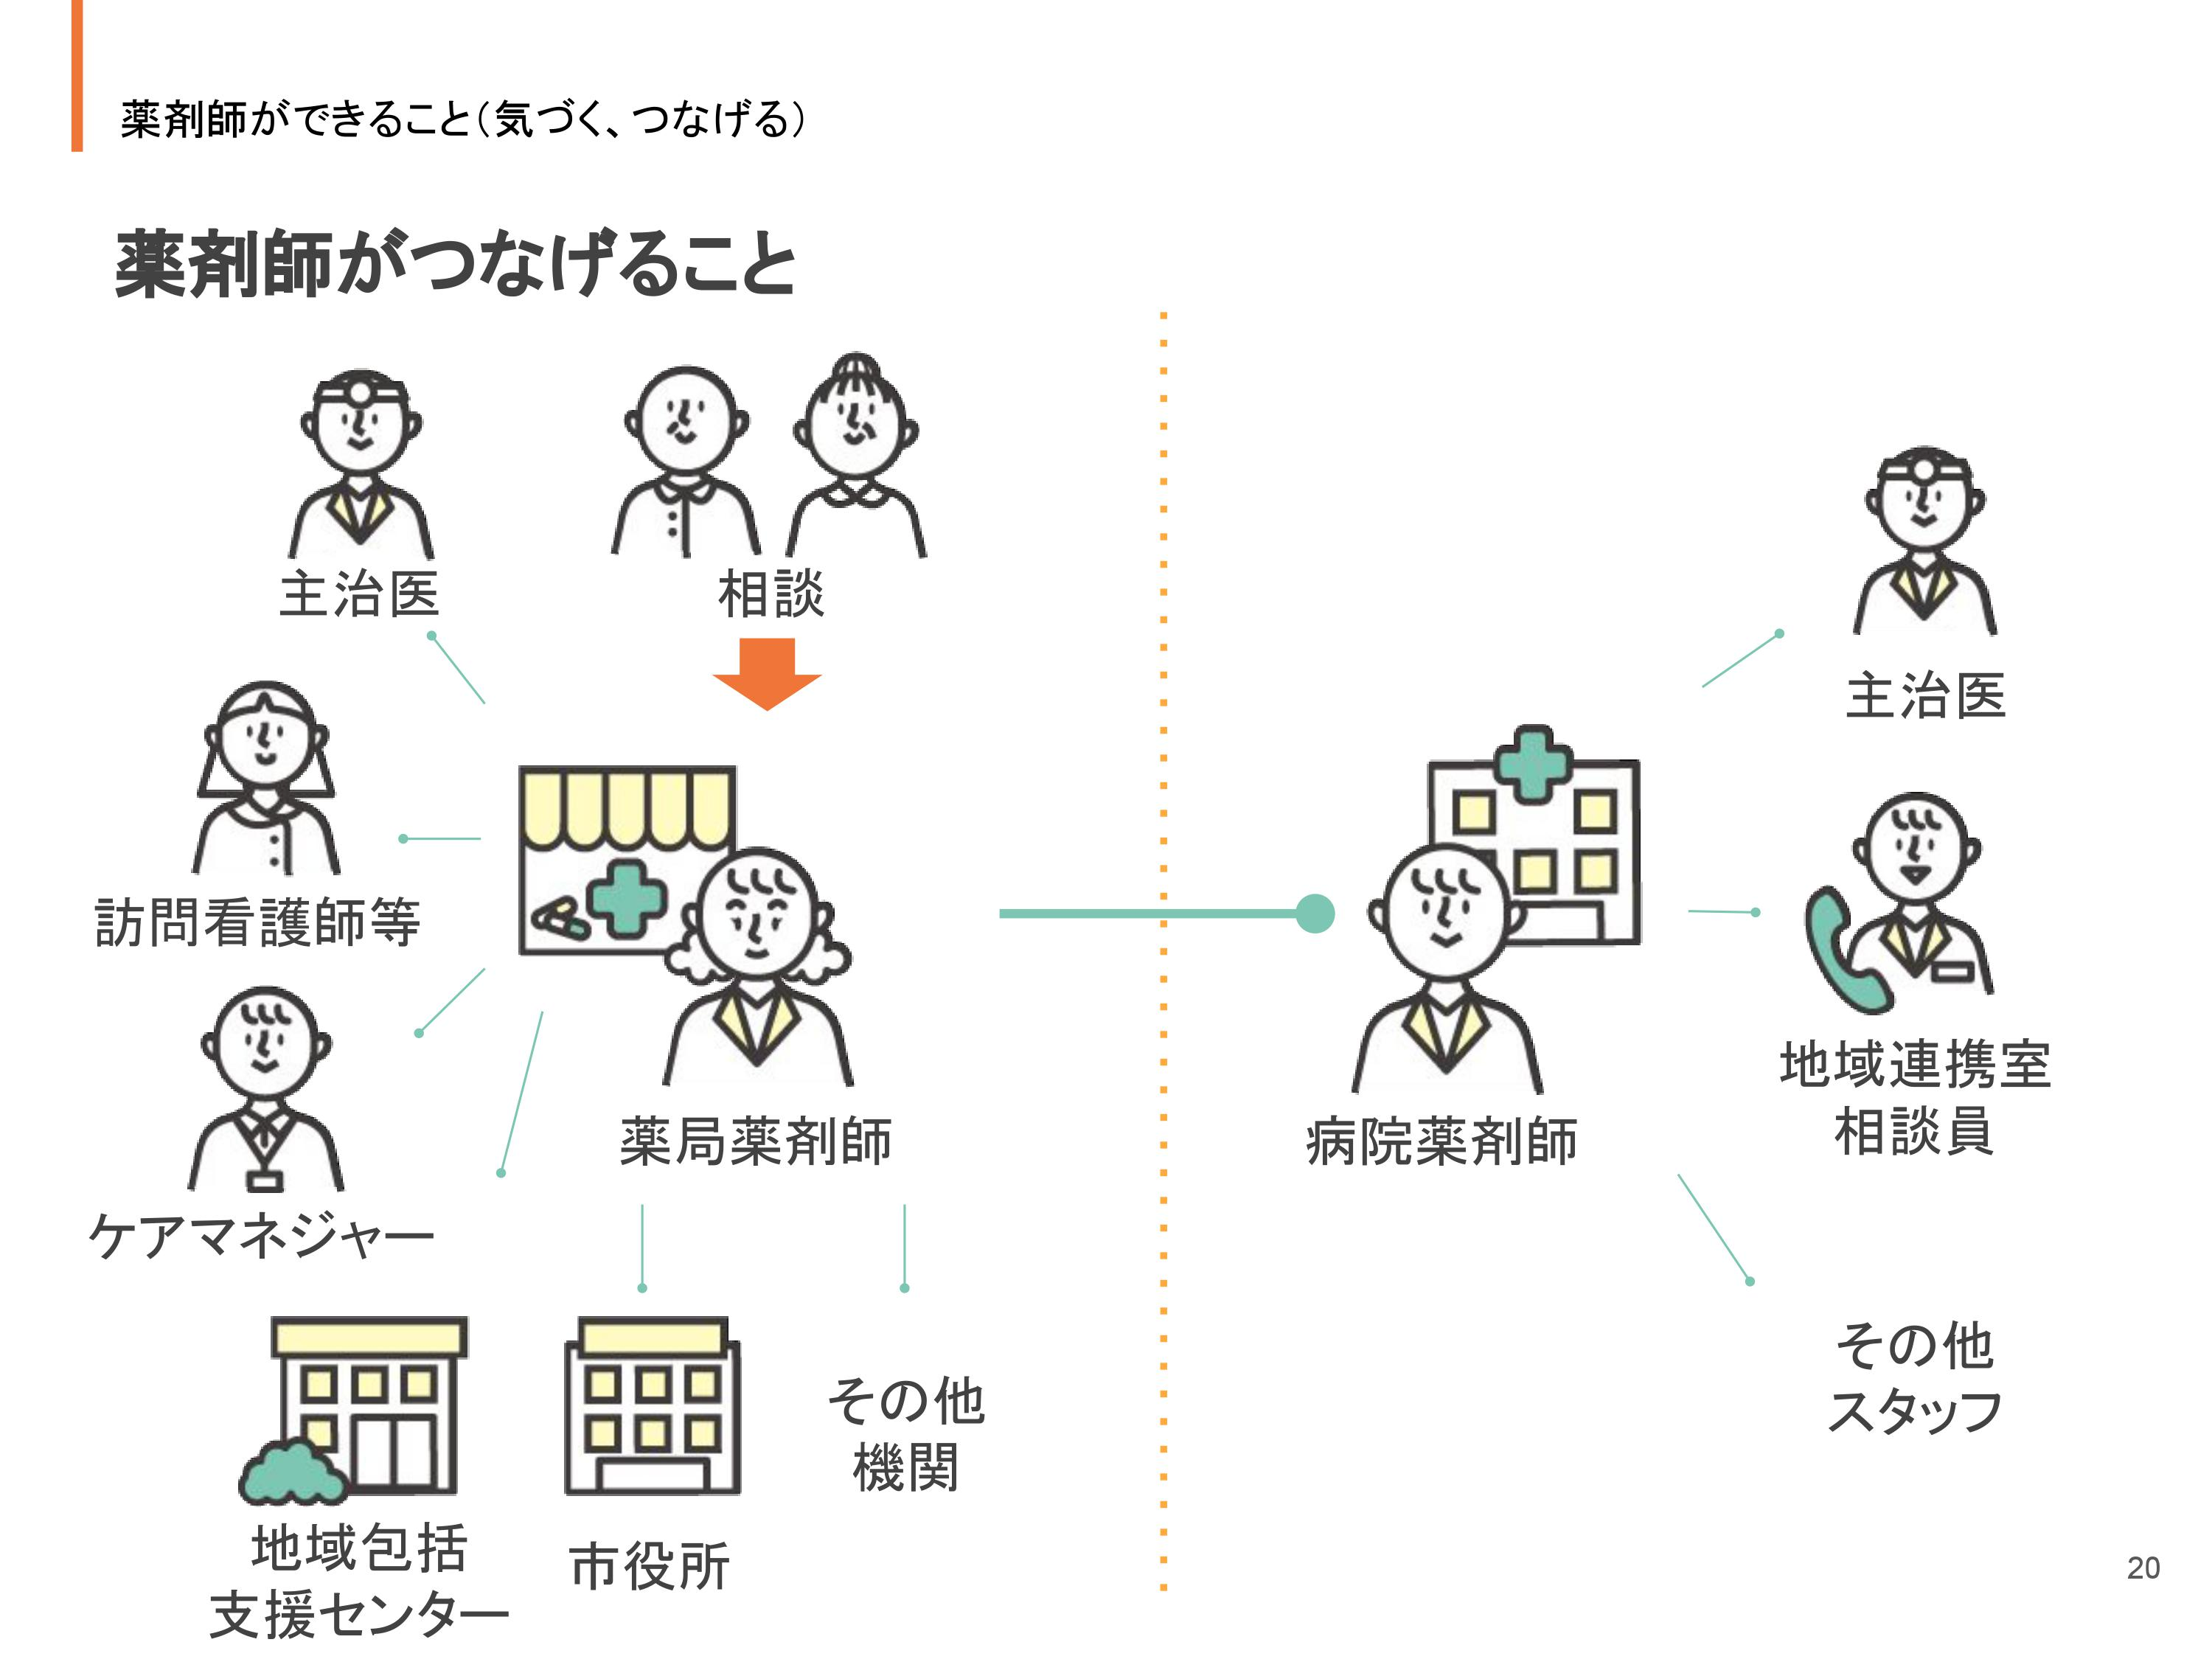 薬剤師ができること（気づく、つなげる）
薬剤師がつなげること
主治医
相談
訪問看護師等
ケアマネジャー
薬局薬剤師
地域包括
支援センター
市役所
その他
機関
病院薬剤師
主治医
地域連携室
相談員
その他
スタッフ
20